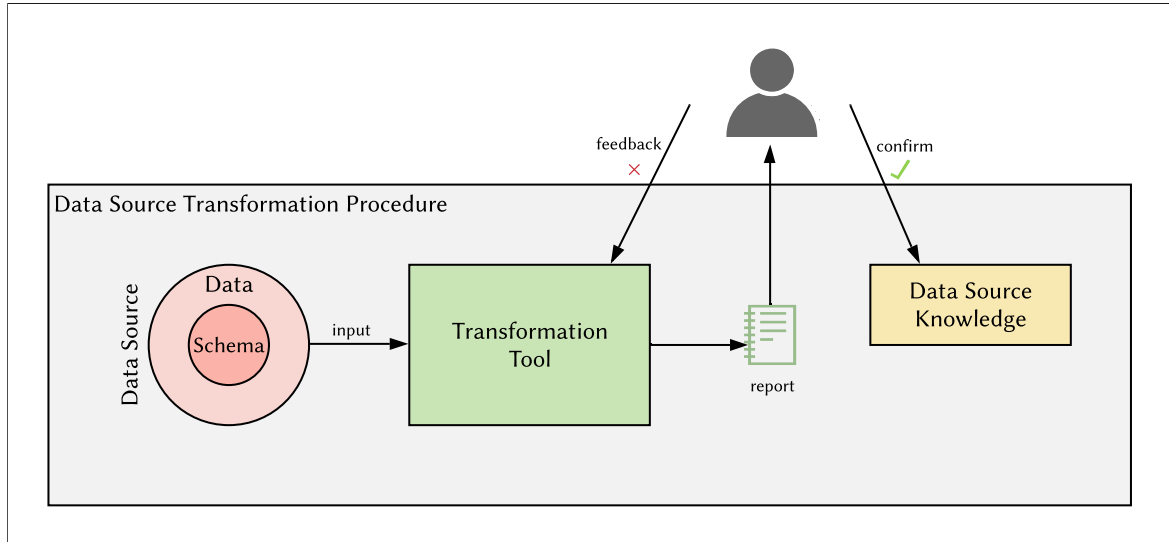 feedback
confirm
Data Source Transformation Procedure
Data Source
Data
Schema
input
Transformation
Tool
report
Data Source
Knowledge